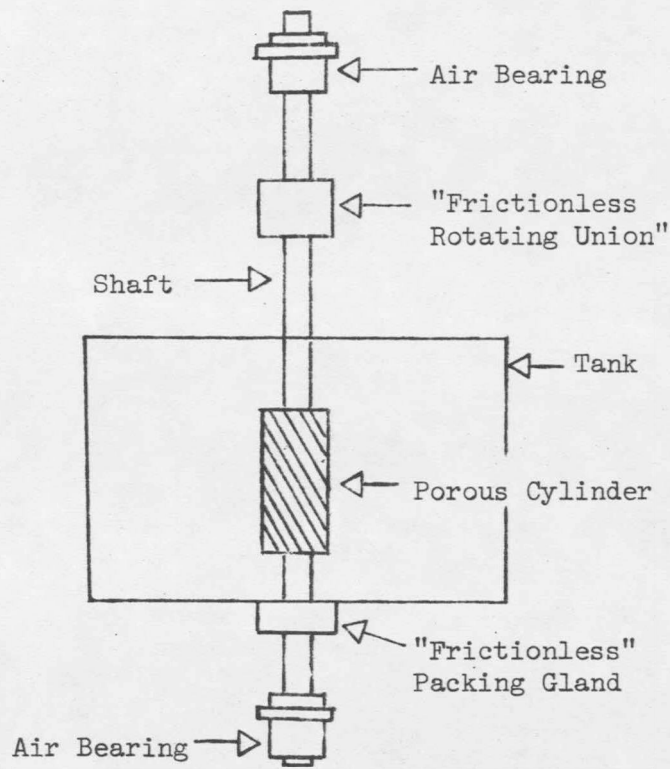 Air Bearing
"Frictionless
Rotating Union"
Shaft
Tank
Porous Cylinder
"Frictionless"
Packing Gland
Air Bearing